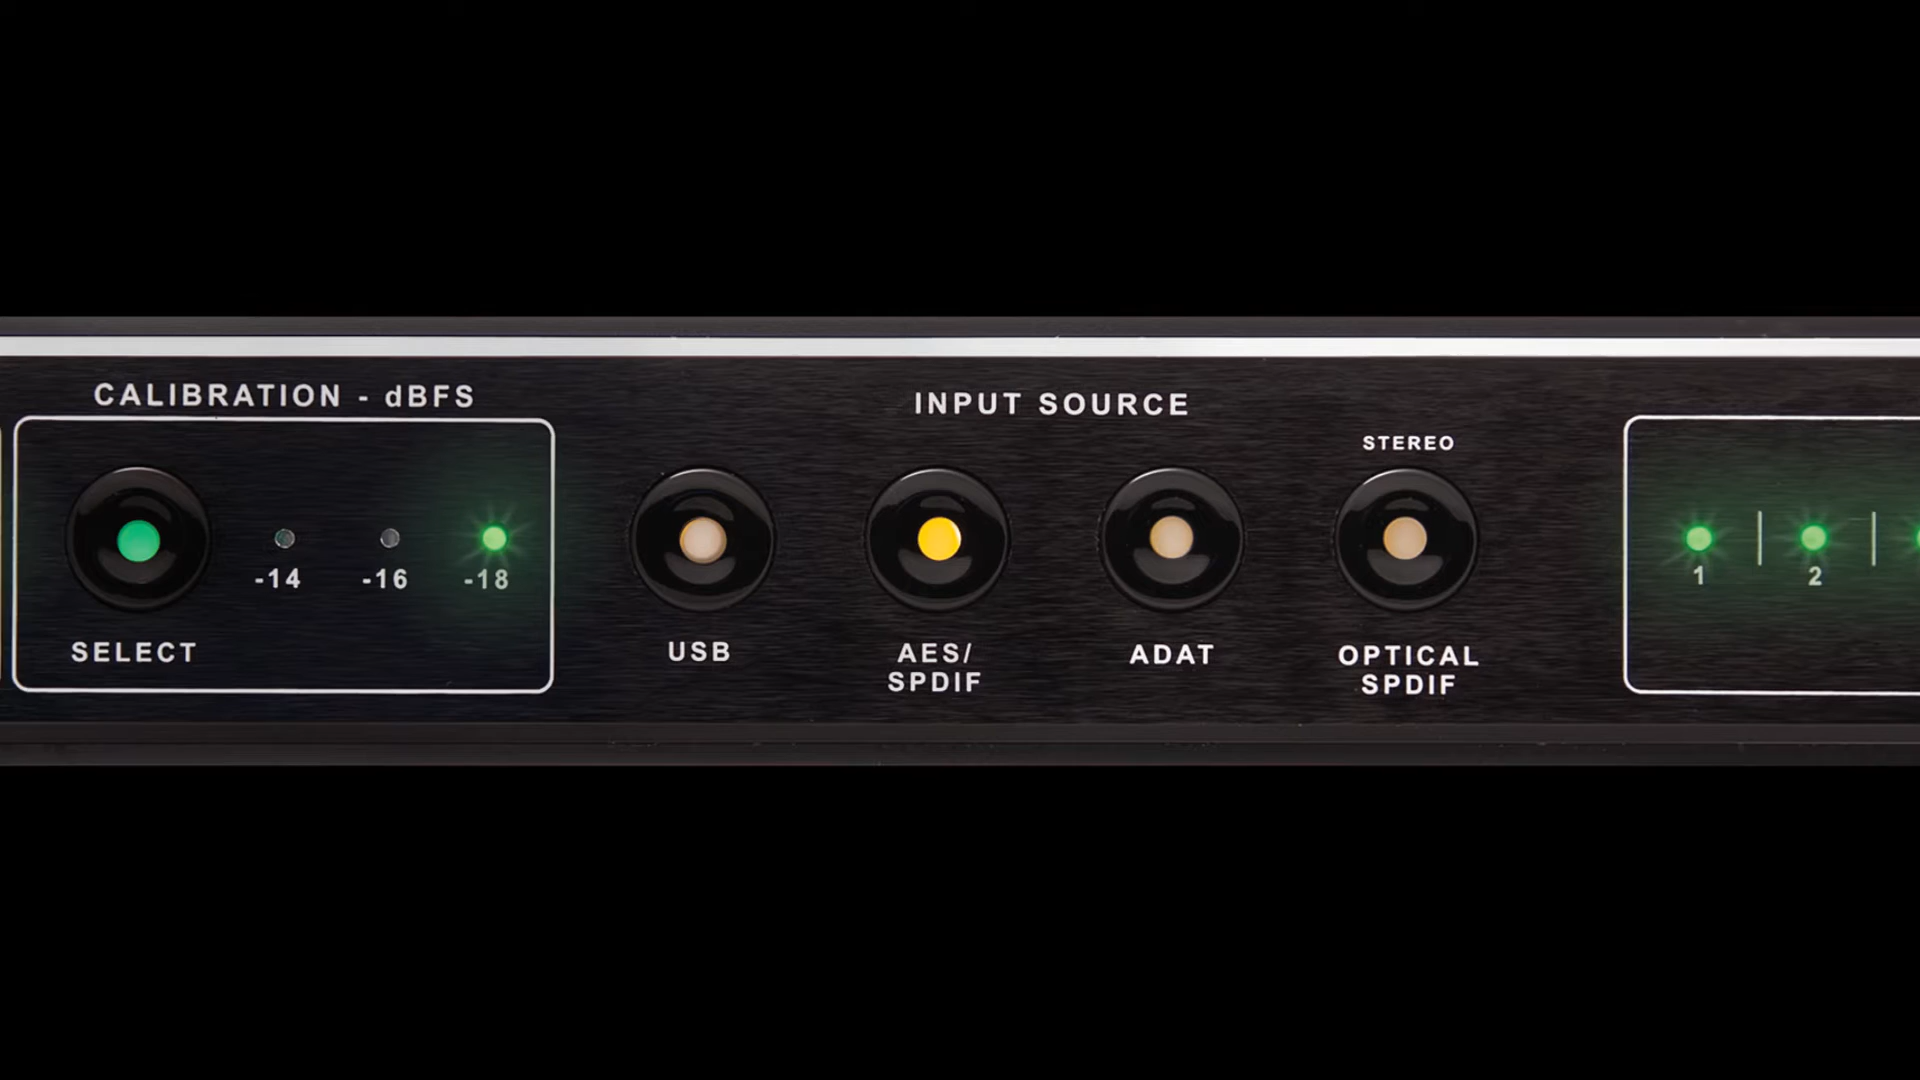 CALIBRATION - dBFS
-14
-16
-18
SELECT
INPUT SOURCE
STEREO
USB
AES/
SPDIF
ADAT
OPTICAL
SPDIF
1
2